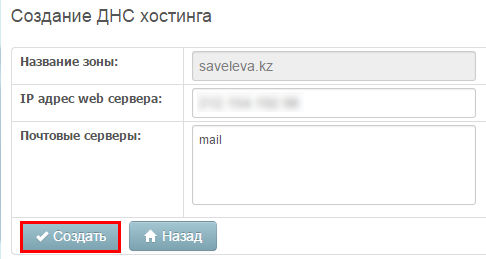 Создание ДНС хостинга
Название зоны: saveleva.kz
IP адрес web сервера:
Почтовые серверы: mail
Создать Назад